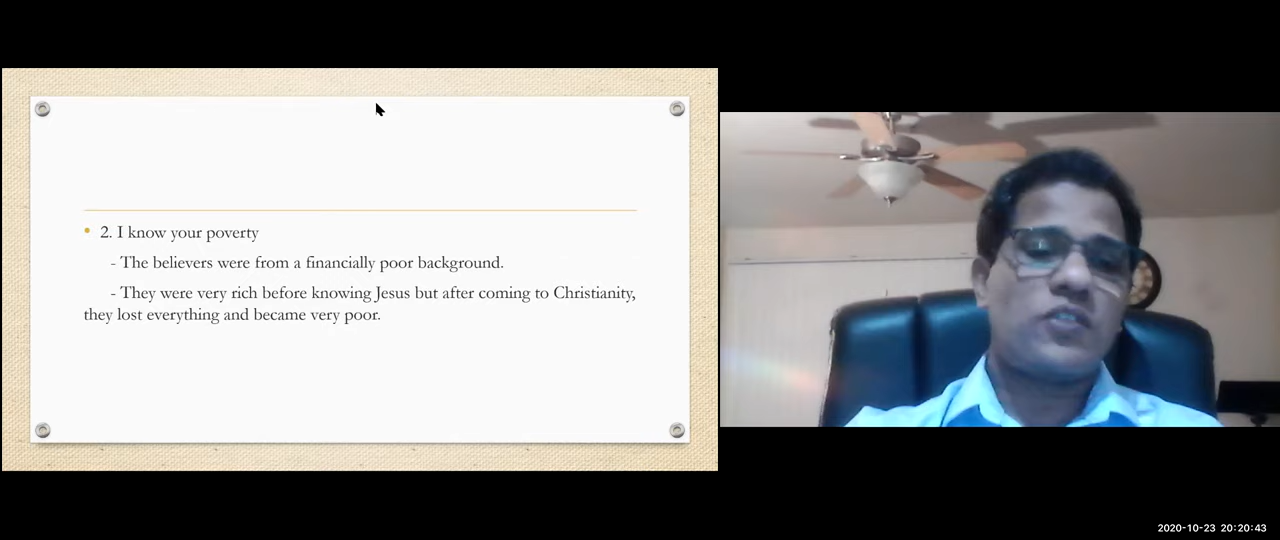 • 2. I know your poverty
- The believers were from a financially poor background.
- They were very rich before knowing Jesus but after coming to Christianity,
they lost everything and became very poor.
2020-10-23 20:20:43